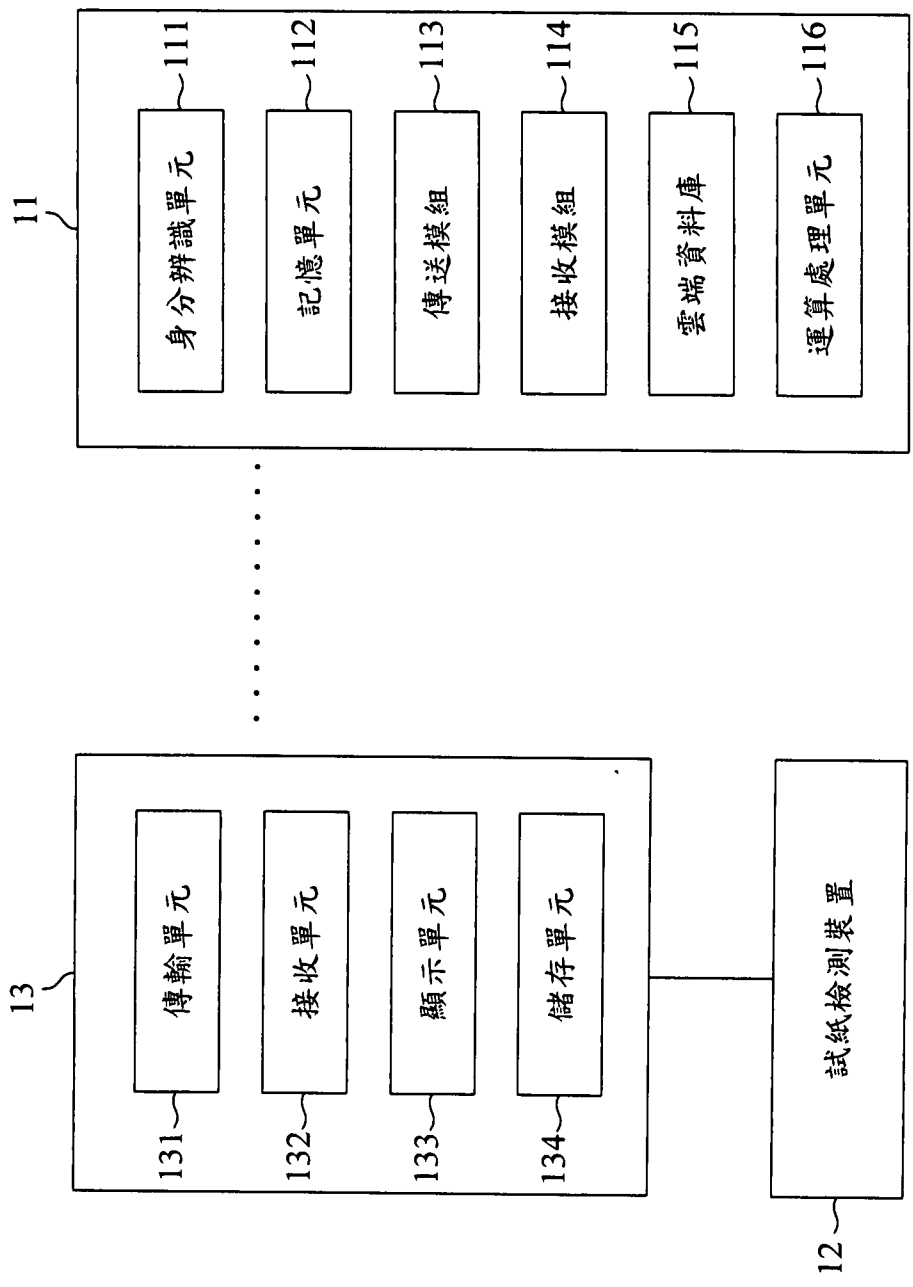 11
身分辨識單元
111
記憶單元
112
傳送模組
113
接收模組
114
雲端資料庫
115
運算處理單元
116
13
傳輸單元
131
接收單元
132
顯示單元
133
儲存單元
134
試紙檢測裝置
12